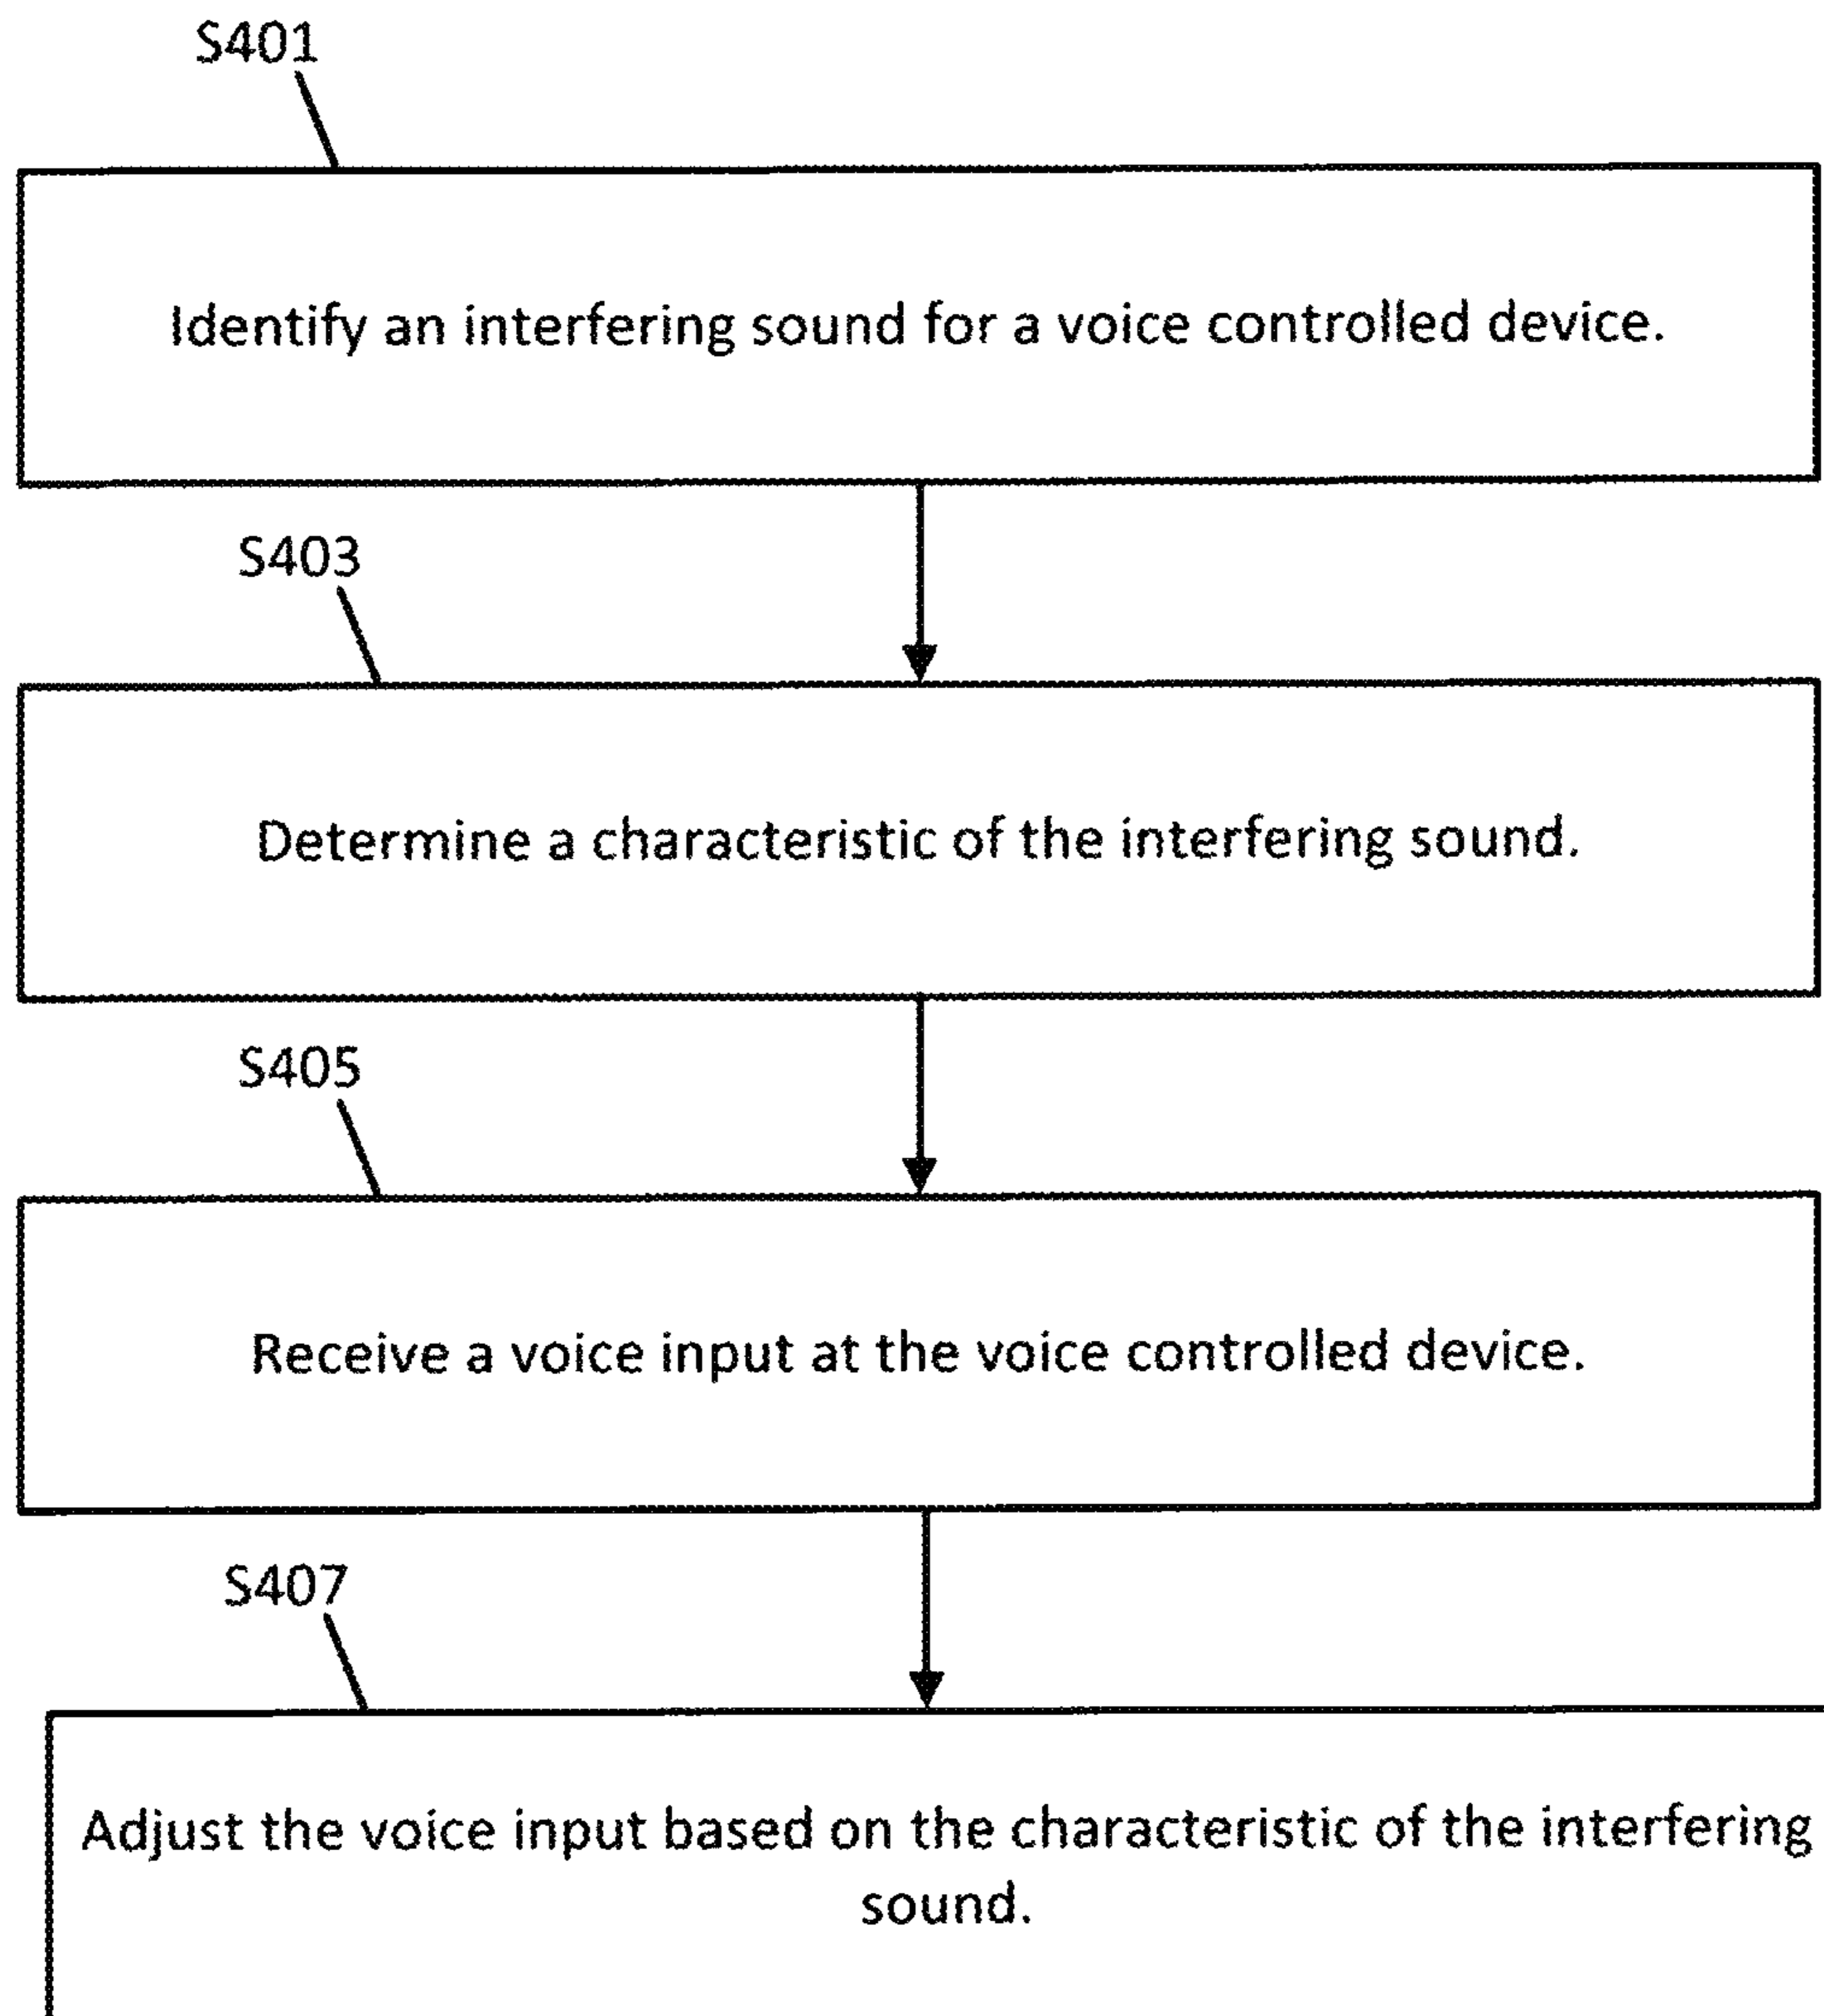 S401
Identify an interfering sound for a voice controlled device.
S403
Determine a characteristic of the interfering sound.
S405
Receive a voice input at the voice controlled device.
S407
Adjust the voice input based on the characteristic of the interfering
sound.